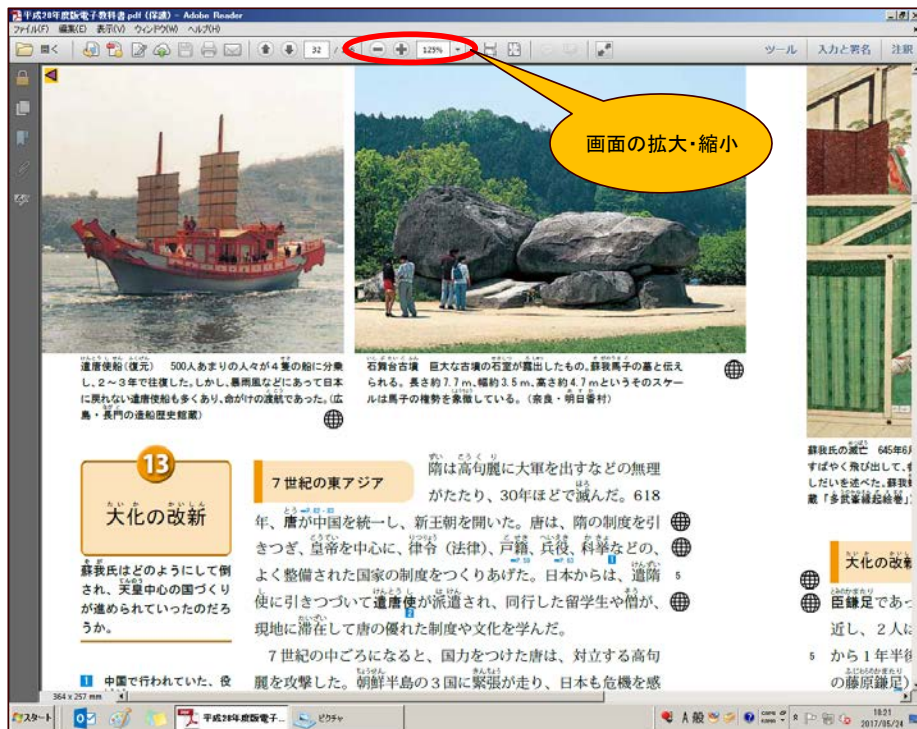 平成28年度版電子教科書.pdf (保護) - Adobe Reader
ファイル(F) 編集(E) 表示(V) ウィンドウ(W) ヘルプ(H)
開く 32 / 125% ツール 入力と署名 注釈
画面の拡大・縮小
遣唐使船(復元) 500人あまりの人々が4隻の船に分乗
し、2～3年で往復した。しかし、暴雨風などにあって日本
に戻れない遣唐使船も多くあり、命がけの渡航であった。(広
島・長門の造船歴史館蔵)
石舞台古墳 巨大な古墳の石室が露出したもの。蘇我馬子の墓と伝え
られる。長さ約7.7m、幅約3.5m、高さ約4.7mというそのスケー
ルは馬子の権勢を象徴している。(奈良・明日香村)
蘇我氏の滅亡 645年6月
すばやく飛び出して、
しだいを述べた。蘇我
蔵「多武峯縁起絵巻」
13
たいか かいしん
大化の改新
蘇我氏はどのようにして倒
され、天皇中心の国づくり
が進められていったのだろ
うか。
1 中国で行われていた、役
7世紀の東アジア
隋は高句麗に大軍を出すなどの無理
がたたり、30年ほどで滅んだ。618
年、唐が中国を統一し、新王朝を開いた。唐は、隋の制度を引
きつぎ、皇帝を中心に、律令(法律)、戸籍、兵役、科挙などの、
よく整備された国家の制度をつくりあげた。日本からは、遣隋 5
使に引きつづいて遣唐使が派遣され、同行した留学生や僧が、
現地に滞在して唐の優れた制度や文化を学んだ。
7世紀の中ごろになると、国力をつけた唐は、対立する高句
麗を攻撃した。朝鮮半島の3国に緊張が走り、日本も危機を感
大化の改新
臣鎌足であっ
近し、2人に
5 から1年半後
の藤原鎌足)
364 x 257 mm
スタート 平成28年度版電子... ピクチャ A 般 10:21
2017/05/24